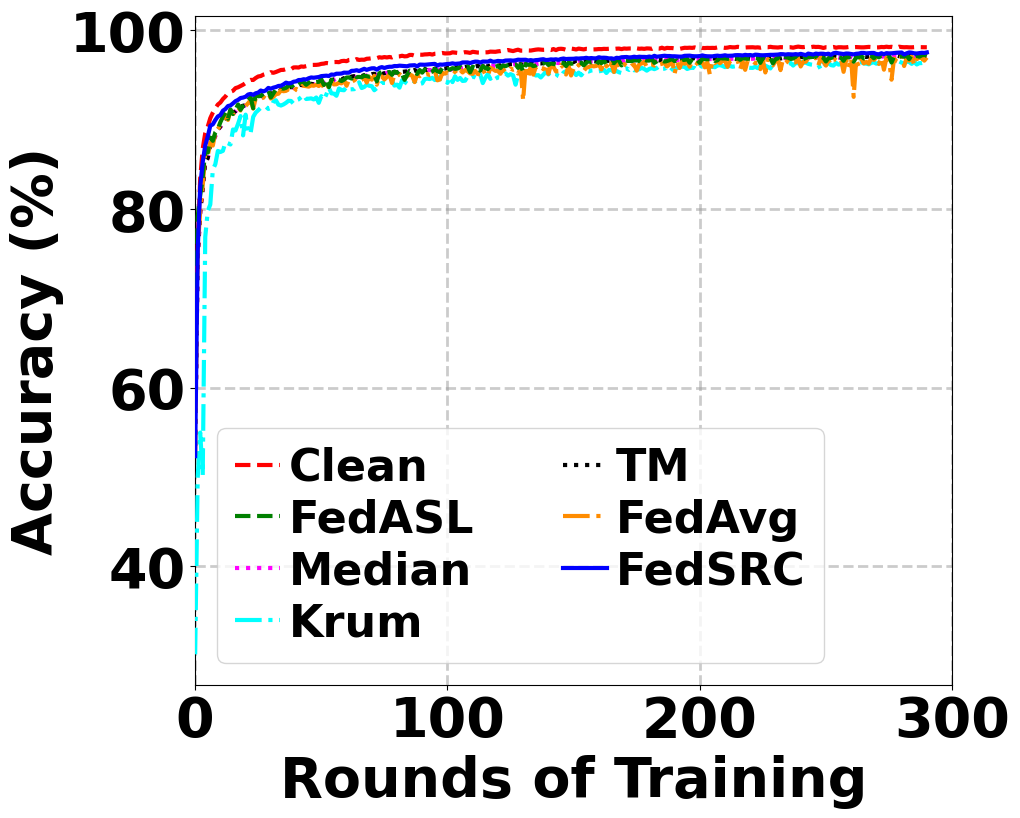 100
80
60
40
Accuracy (%)
Clean
FedASL
Median
Krum
TM
FedAvg
FedSRC
0 100 200 300
Rounds of Training